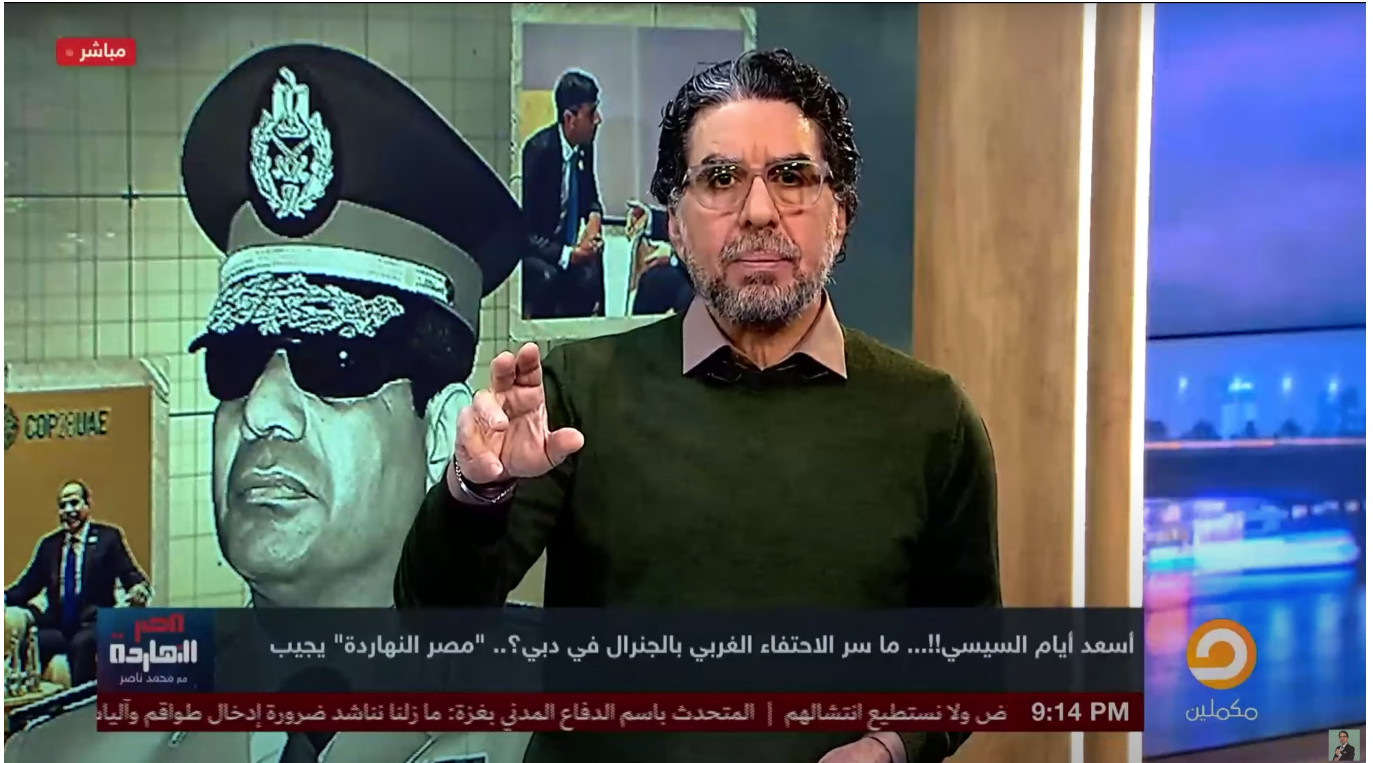 مباشر
COP28UAE
أسعد أيام السيسي!!... ما سر الاحتفاء الغربي بالجنرال في دبي؟.. "مصر النهاردة" يجيب
مصر
النهاردة
مع محمد ناصر
9:14 PM
ض ولا نستطيع انتشالهم | المتحدث باسم الدفاع المدني بغزة: ما زلنا نناشد ضرورة إدخال طواقم وآليات
مكملين